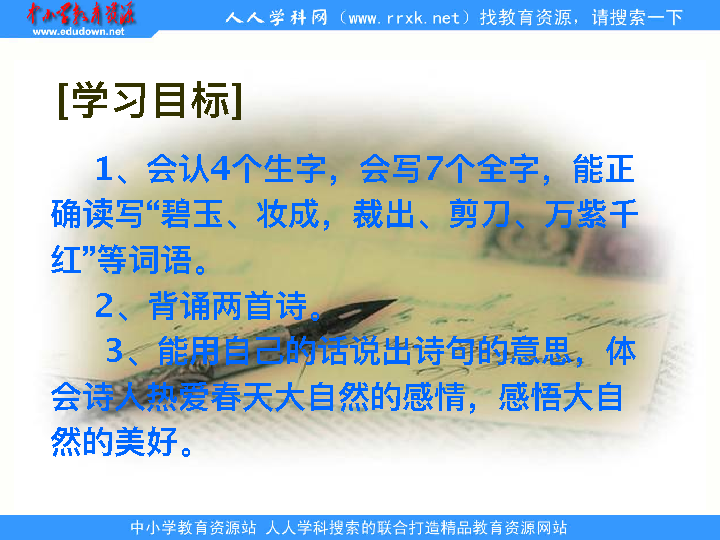 中小学教育资源
www.edudown.net
人人学科网（www.rrxk.net）找教育资源，请搜索一下
[学习目标]
1、会认4个生字，会写7个全字，能正
确读写“碧玉、妆成，裁出、剪刀、万紫千
红”等词语。
2、背诵两首诗。
3、能用自己的话说出诗句的意思，体
会诗人热爱春天大自然的感情，感悟大自
然的美好。
中小学教育资源站 人人学科搜索的联合打造精品教育资源网站